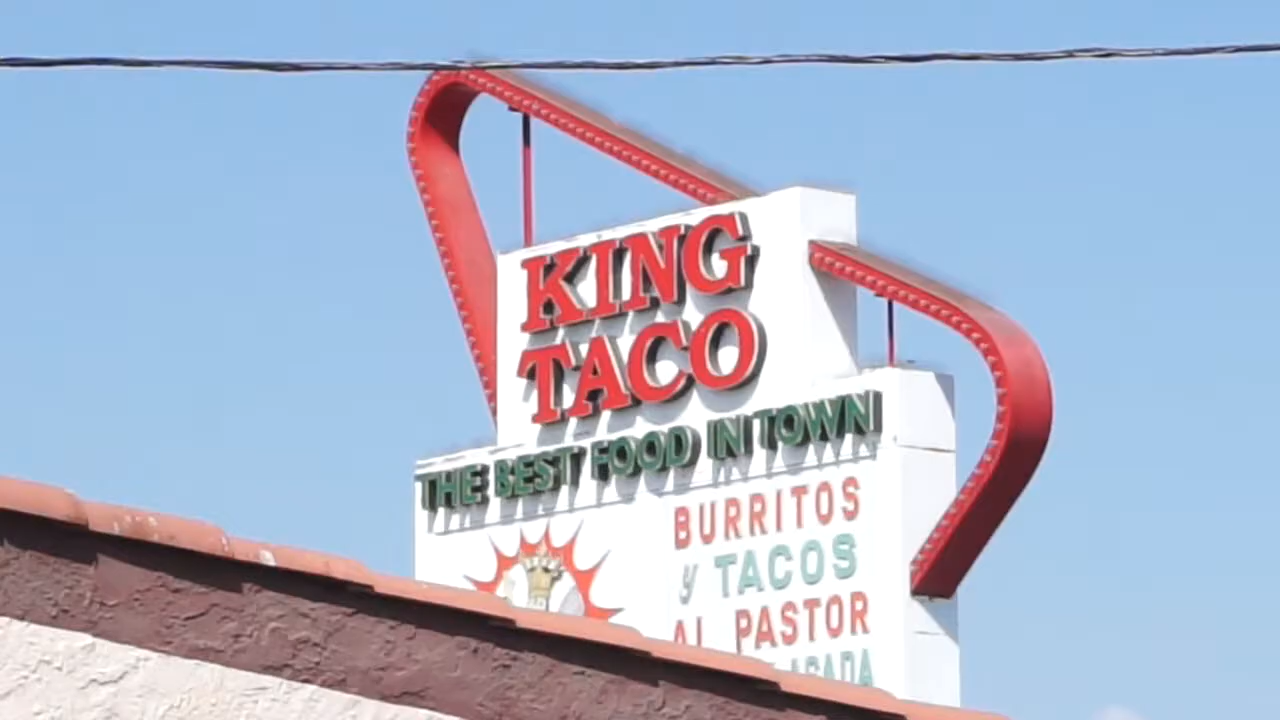 KING
TACO
THE BEST FOOD IN TOWN
BURRITOS
y TACOS
AL PASTOR